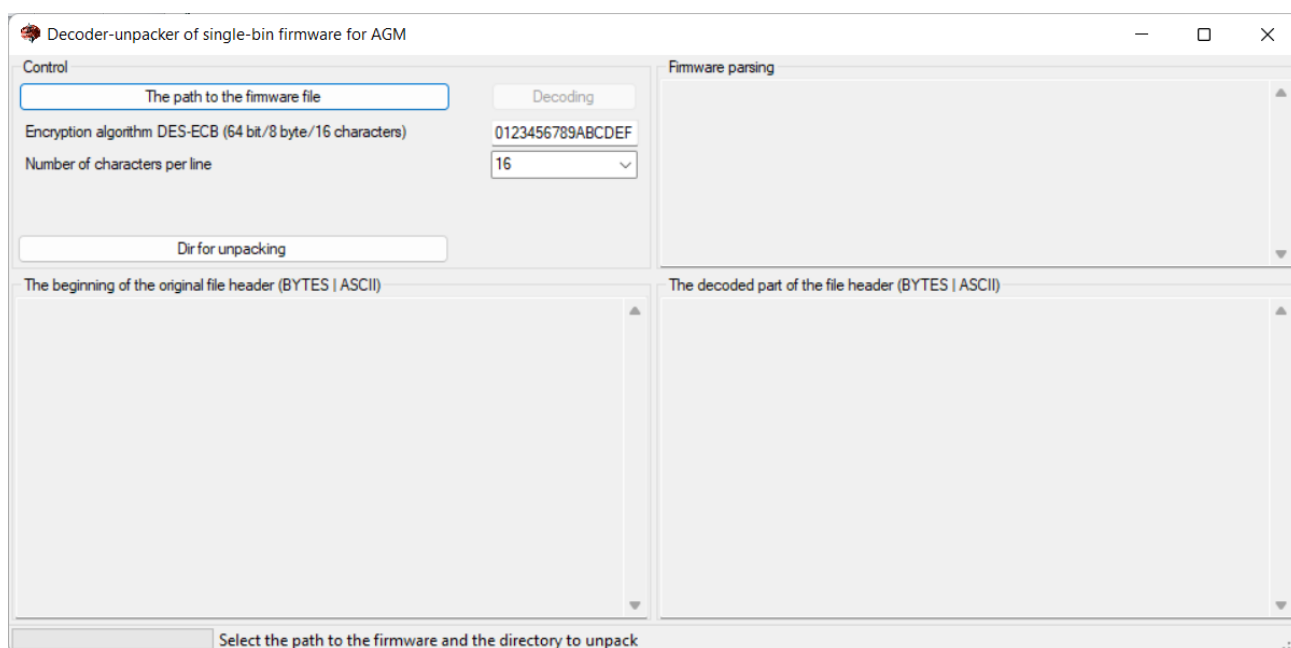 Decoder-unpacker of single-bin firmware for AGM
Control
The path to the firmware file
Decoding
Encryption algorithm DES-ECB (64 bit/8 byte/16 characters)
0123456789ABCDEF
Number of characters per line
16
Dir for unpacking
Firmware parsing
The beginning of the original file header (BYTES | ASCII)
The decoded part of the file header (BYTES | ASCII)
Select the path to the firmware and the directory to unpack